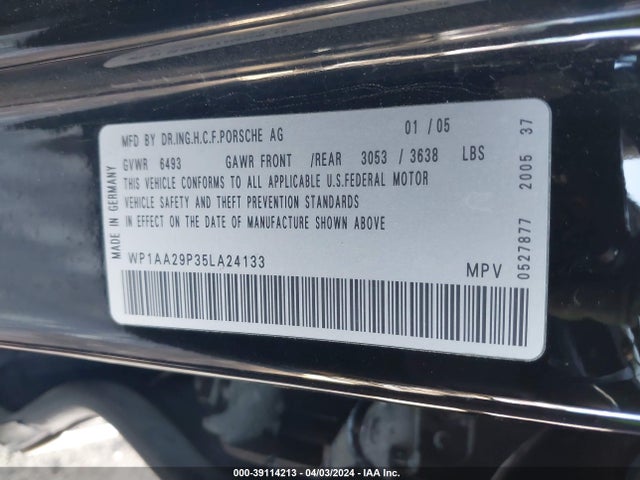 MFD BY DR.ING.H.C.F.PORSCHE AG 01 / 05
GVWR 6493 GAWR FRONT /REAR 3053 / 3638 LBS
THIS VEHICLE CONFORMS TO ALL APPLICABLE U.S.FEDERAL MOTOR
VEHICLE SAFETY AND THEFT PREVENTION STANDARDS
IN EFFECT ON THE DATE OF MANUFACTURE SHOWN ABOVE
WP1AA29P35LA24133
MPV
MADE IN GERMANY
0527877 2005 37
000-39114213 - 04/03/2024 - IAA Inc.